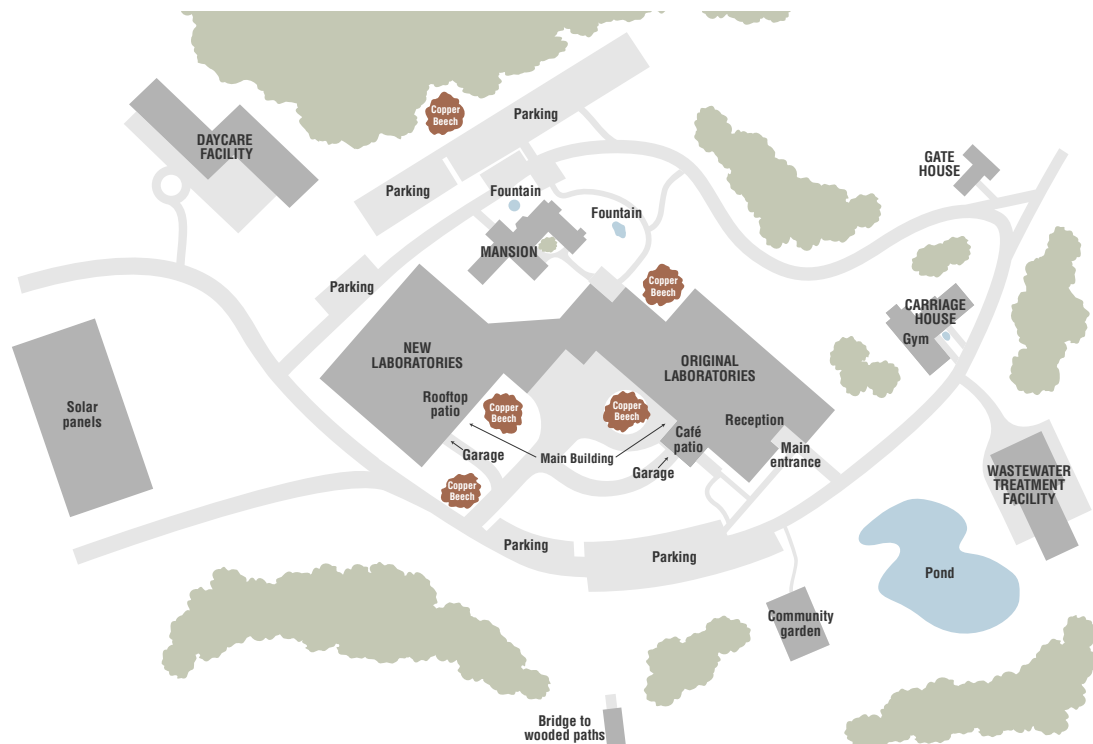 Copper
Beech
Parking
DAYCARE
FACILITY
GATE
HOUSE
Parking
Fountain
Fountain
MANSION
Parking
Copper
Beech
CARRIAGE
HOUSE
Gym
NEW
LABORATORIES
ORIGINAL
LABORATORIES
Solar
panels
Rooftop
patio
Copper
Beech
Copper
Beech
Reception
Café
patio
Main
entrance
Garage
Main Building
Garage
WASTEWATER
TREATMENT
FACILITY
Copper
Beech
Parking
Parking
Pond
Community
garden
Bridge to
wooded paths